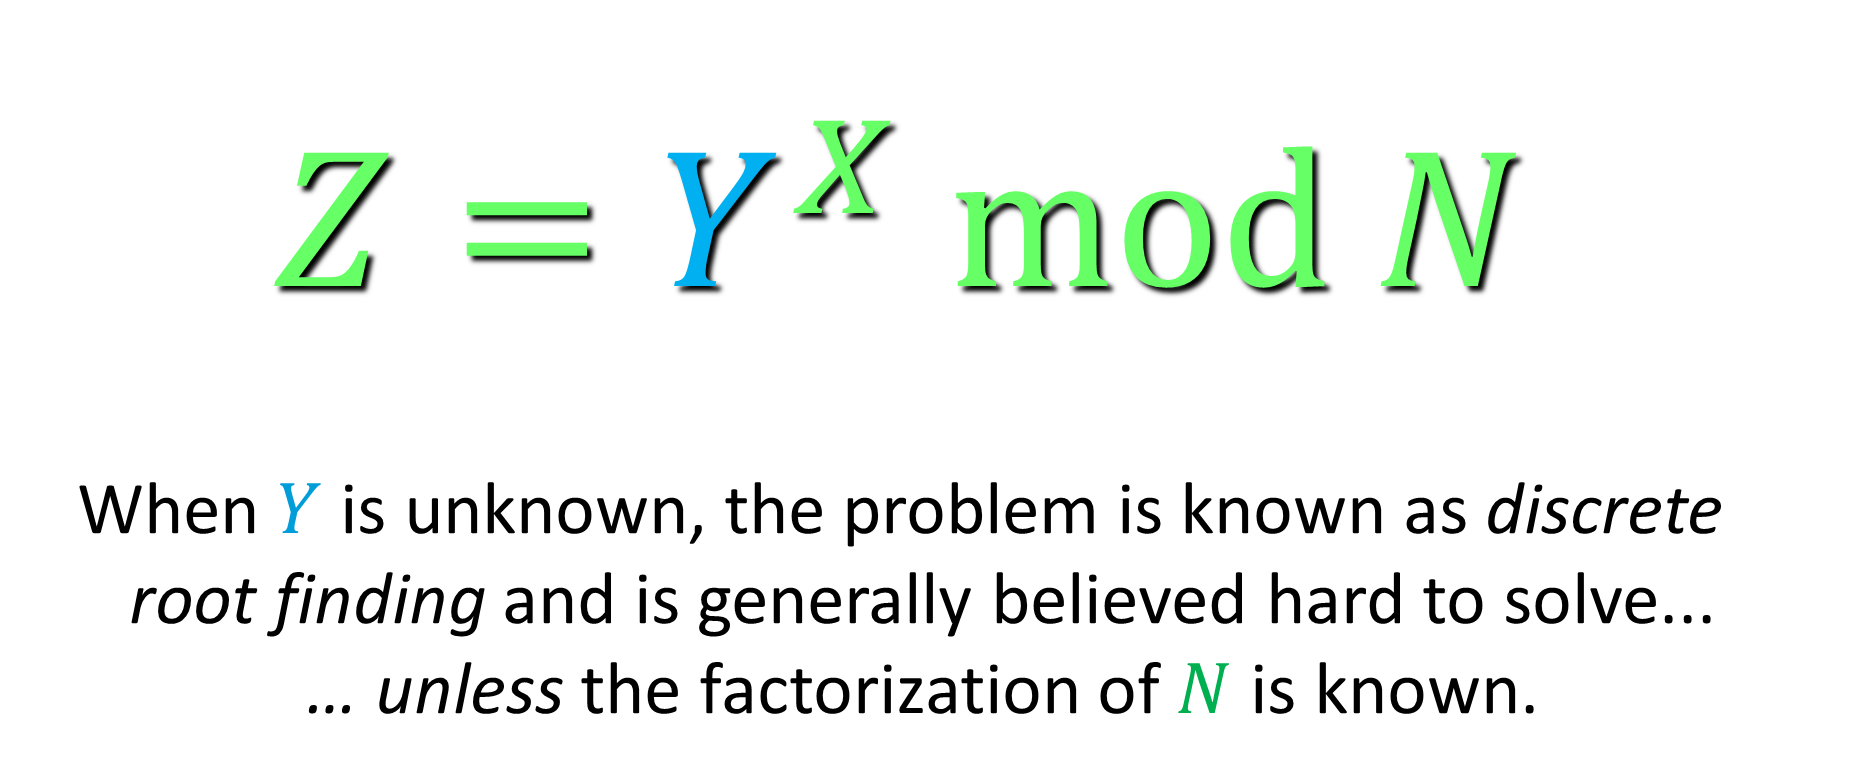 Z = Y^X mod N
When Y is unknown, the problem is known as discrete
root finding and is generally believed hard to solve...
... unless the factorization of N is known.